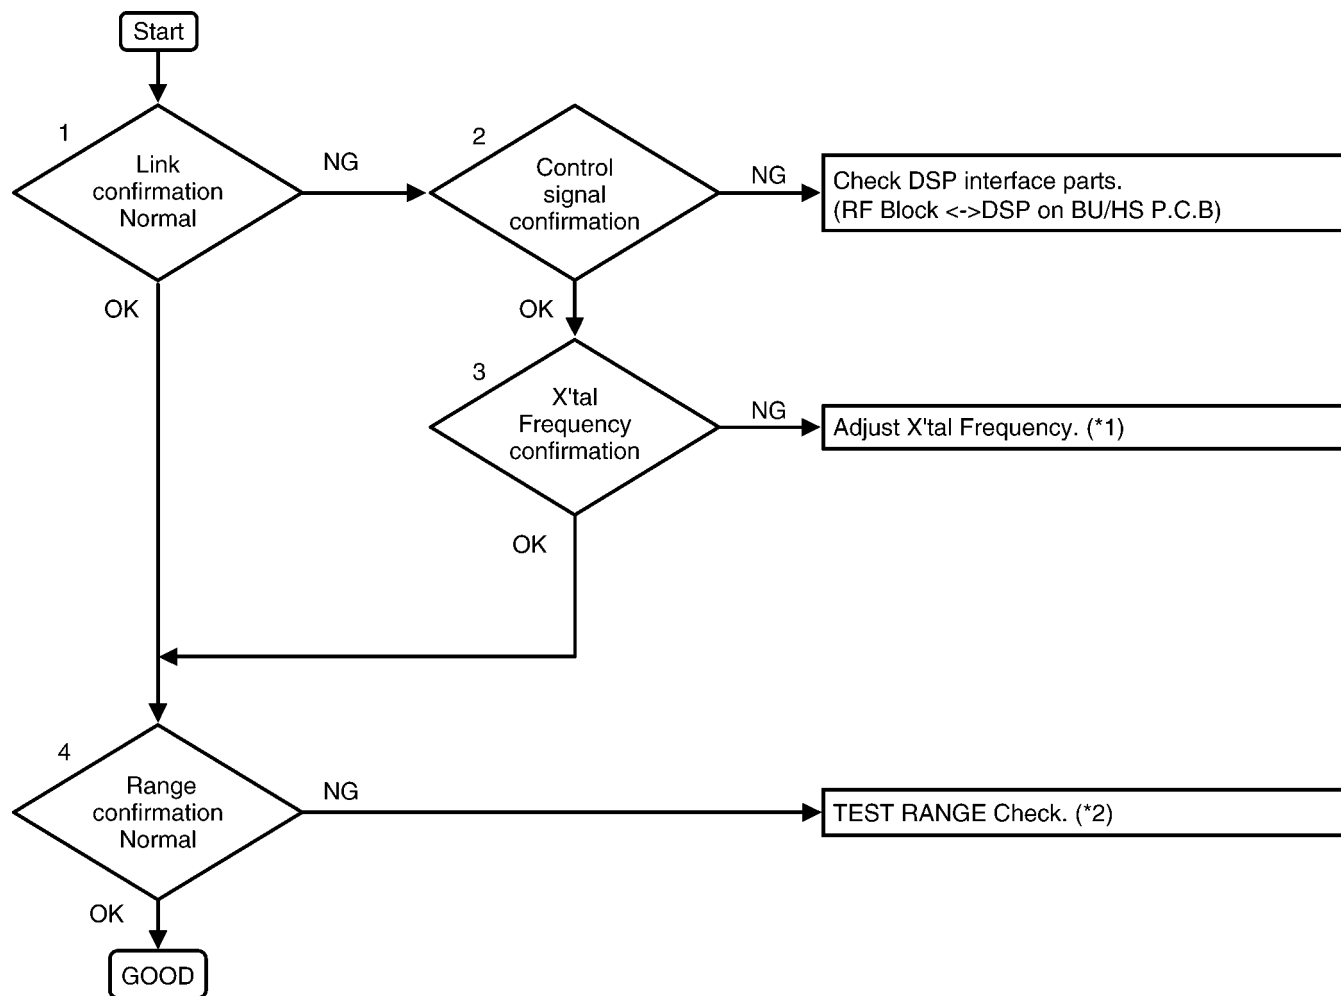 Start
1
Link
confirmation
Normal
NG
2
Control
signal
confirmation
NG
Check DSP interface parts.
(RF Block <->DSP on BU/HS P.C.B)
OK
OK
3
X'tal
Frequency
confirmation
NG
Adjust X'tal Frequency. (*1)
OK
4
Range
confirmation
Normal
NG
TEST RANGE Check. (*2)
OK
GOOD